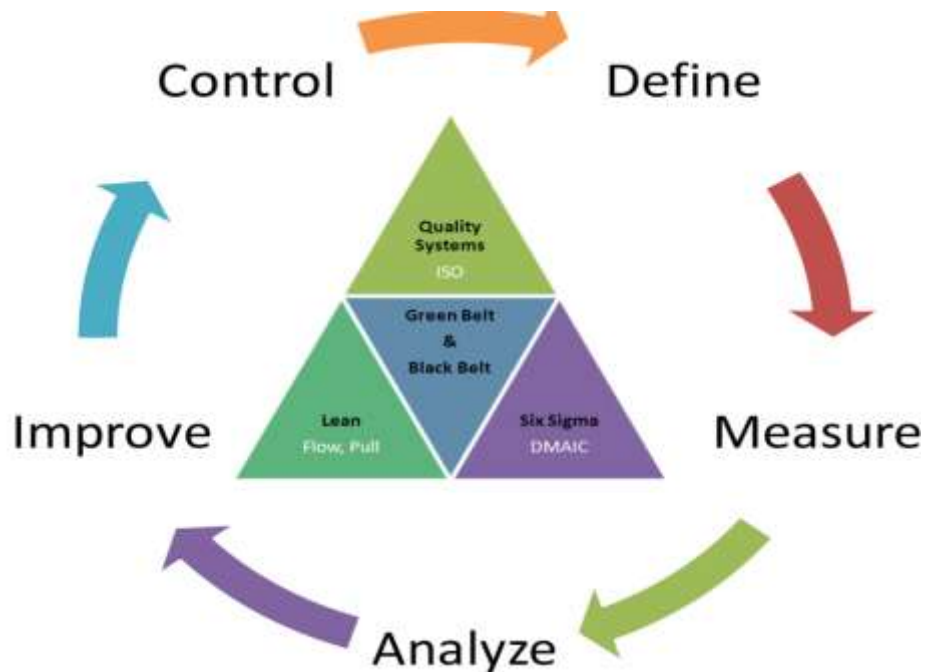 Control
Define
Quality
Systems
ISO
Green Belt
&
Black Belt
Lean
Flow, Pull
Six Sigma
DMAIC
Improve
Measure
Analyze